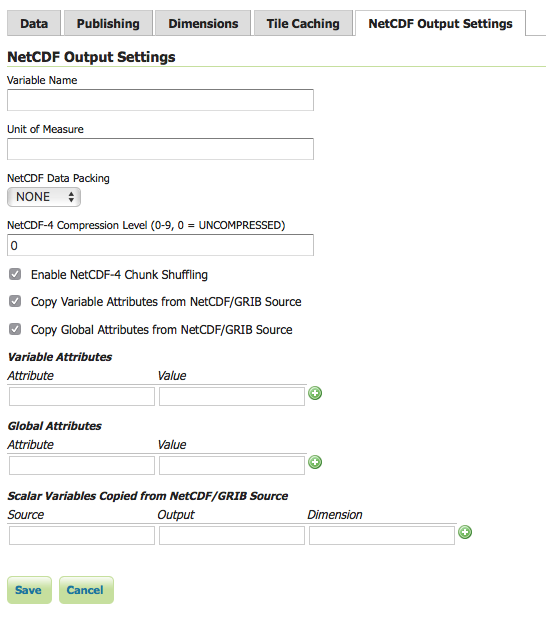 Data Publishing Dimensions Tile Caching NetCDF Output Settings
NetCDF Output Settings
Variable Name
Unit of Measure
NetCDF Data Packing
NONE
NetCDF-4 Compression Level (0-9, 0 = UNCOMPRESSED)
0
Enable NetCDF-4 Chunk Shuffling
Copy Variable Attributes from NetCDF/GRIB Source
Copy Global Attributes from NetCDF/GRIB Source
Variable Attributes
Attribute Value
Global Attributes
Attribute Value
Scalar Variables Copied from NetCDF/GRIB Source
Source Output Dimension
Save Cancel